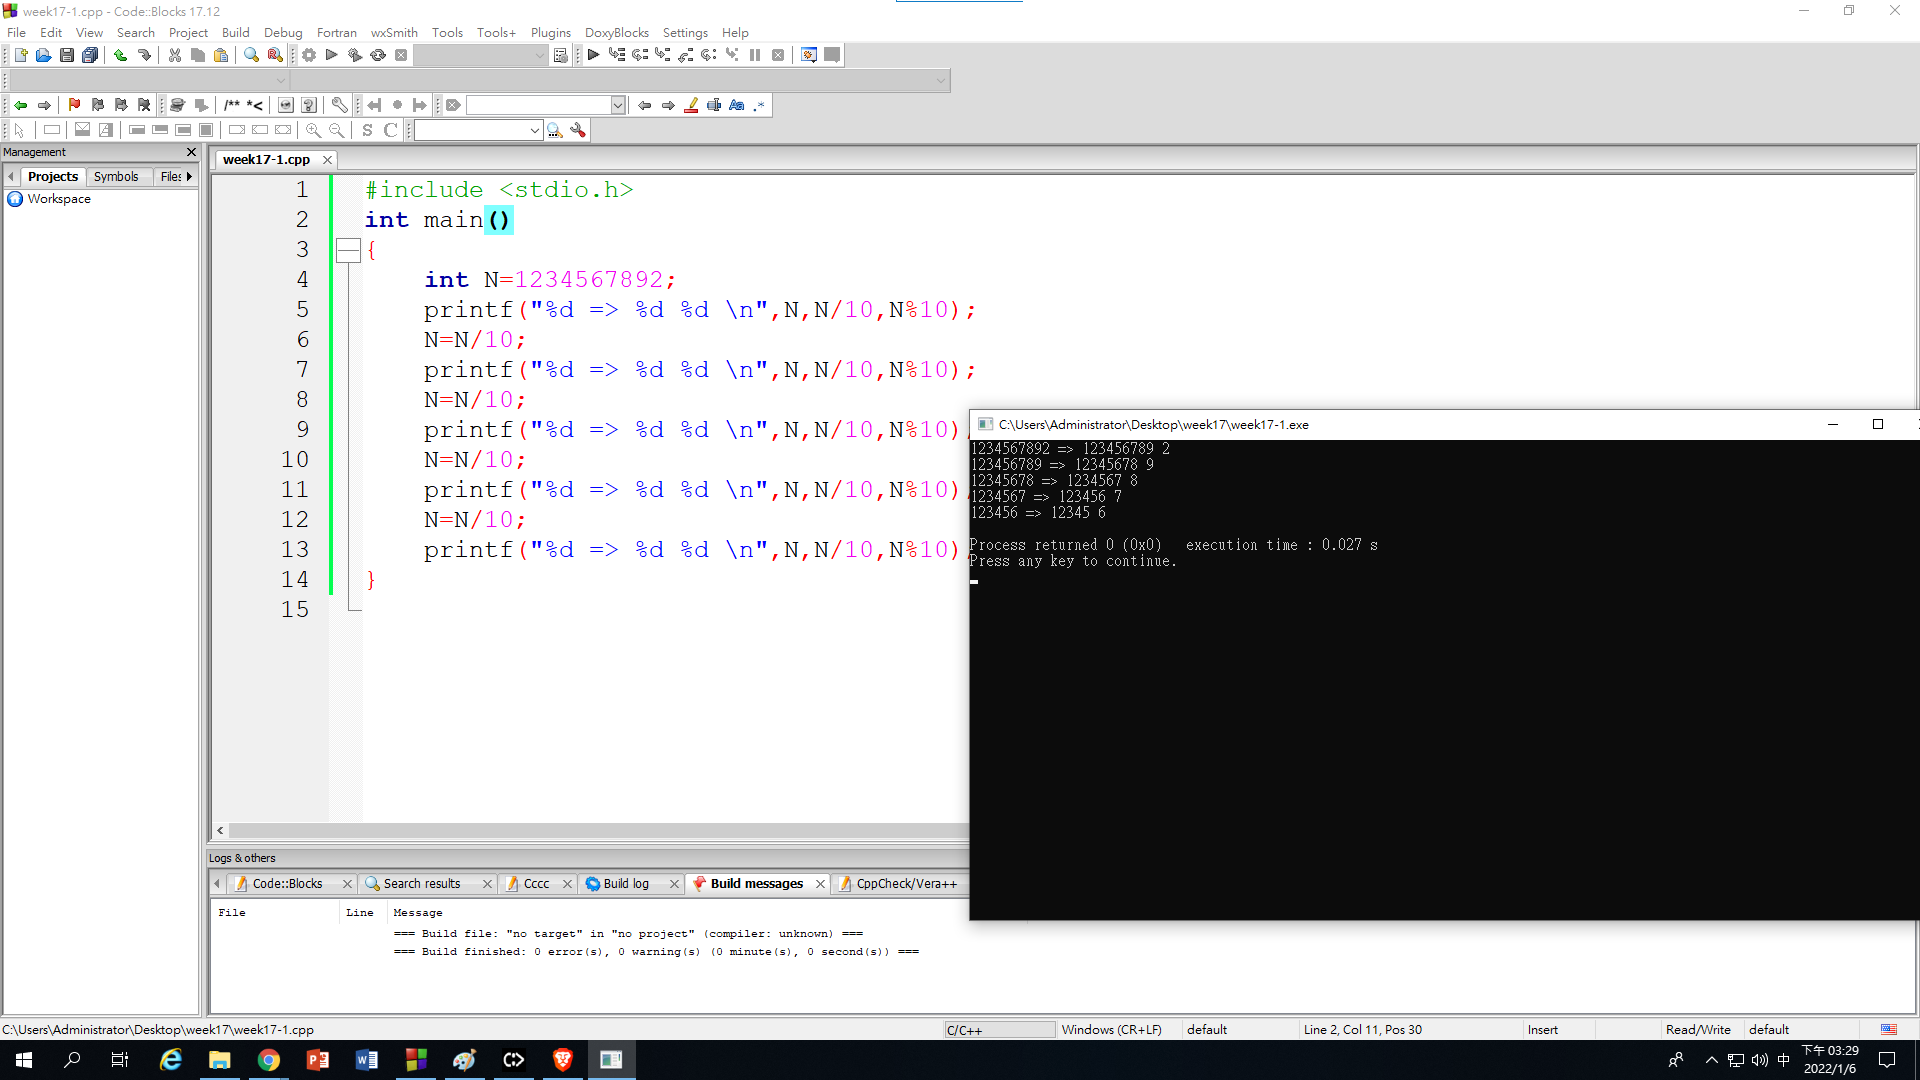 week17-1.cpp - Code::Blocks 17.12
File Edit View Search Project Build Debug Fortran wxSmith Tools Tools+ Plugins DoxyBlocks Settings Help
/** *<
Aa .*
S C
Management
Projects Symbols Files
Workspace
week17-1.cpp
1 #include <stdio.h>
2 int main()
3 {
4 int N=1234567892;
5 printf("%d => %d %d \n",N,N/10,N%10);
6 N=N/10;
7 printf("%d => %d %d \n",N,N/10,N%10);
8 N=N/10;
9 printf("%d => %d %d \n",N,N/10,N%10)
10 N=N/10;
11 printf("%d => %d %d \n",N,N/10,N%10)
12 N=N/10;
13 printf("%d => %d %d \n",N,N/10,N%10)
14 }
15
C:\Users\Administrator\Desktop\week17\week17-1.exe
1234567892 => 123456789 2
123456789 => 12345678 9
12345678 => 1234567 8
1234567 => 123456 7
123456 => 12345 6
Process returned 0 (0x0)   execution time : 0.027 s
Press any key to continue.
Logs & others
Code::Blocks Search results Cccc Build log Build messages CppCheck/Vera++
File Line Message
=== Build file: "no target" in "no project" (compiler: unknown) ===
=== Build finished: 0 error(s), 0 warning(s) (0 minute(s), 0 second(s)) ===
C:\Users\Administrator\Desktop\week17\week17-1.cpp C/C++ Windows (CR+LF) default Line 2, Col 11, Pos 30 Insert Read/Write default
中
下午 03:29
2022/1/6